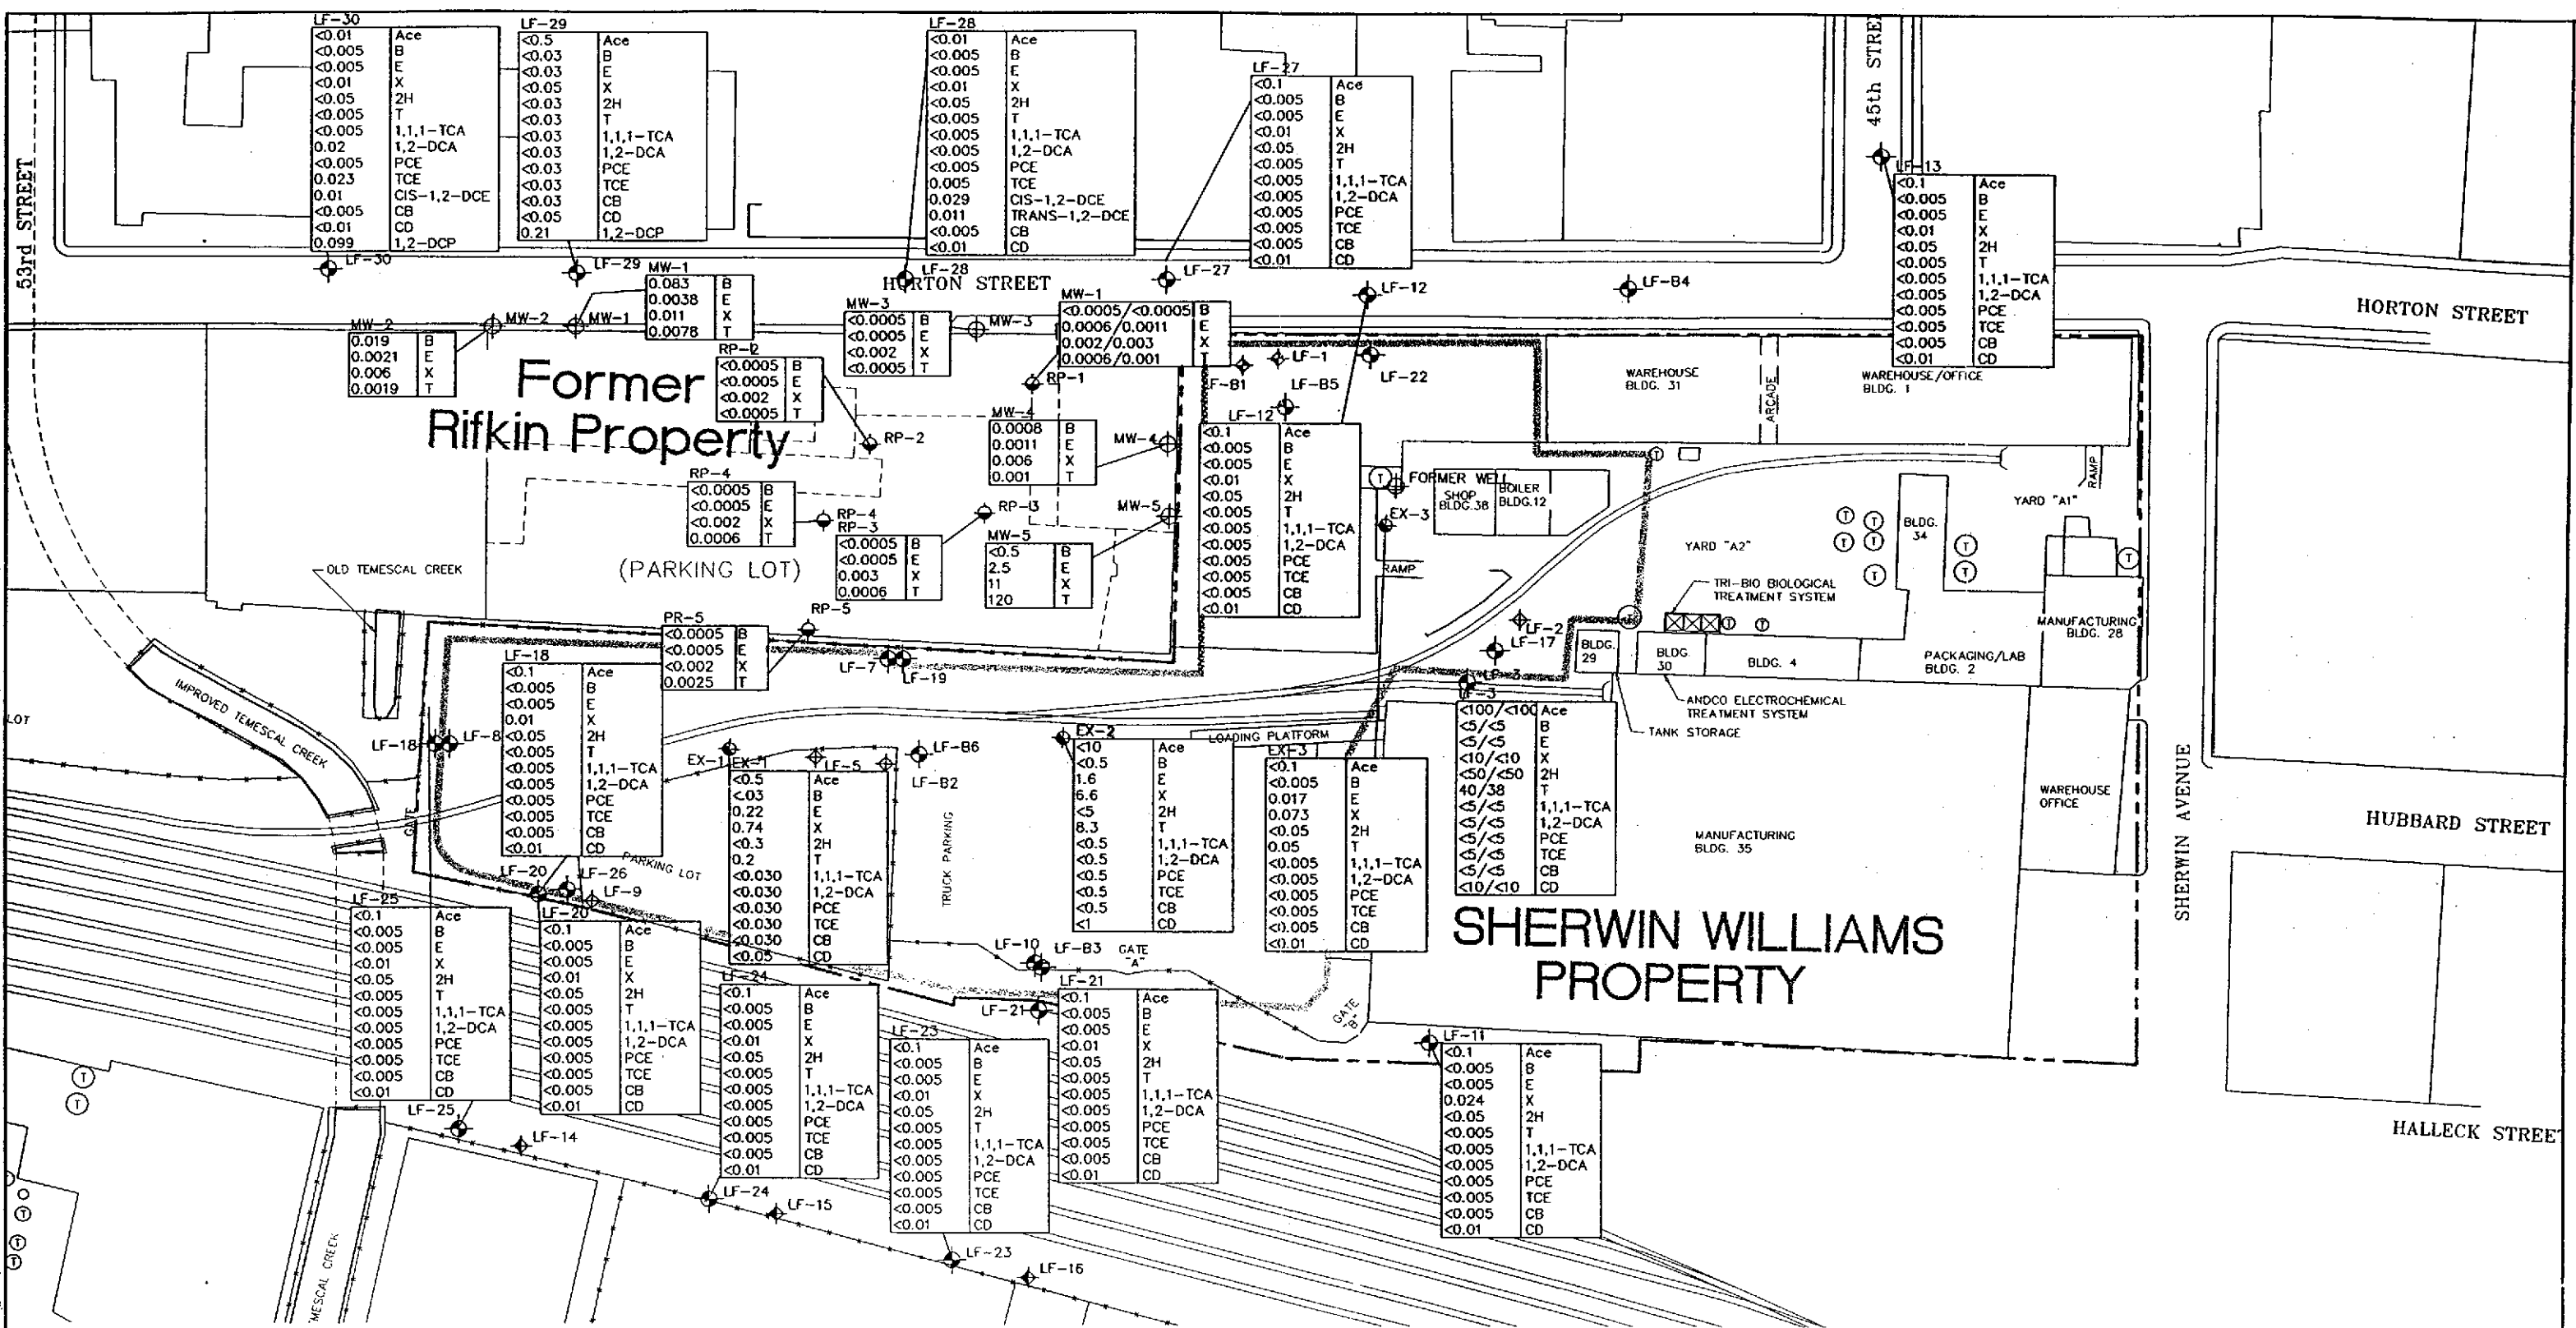 LF-30
<0.01 Ace
<0.005 B
<0.005 E
<0.01 X
<0.05 2H
<0.005 T
<0.005 1,1,1-TCA
0.02 1,2-DCA
<0.005 PCE
0.023 TCE
0.01 CIS-1,2-DCE
<0.005 CB
<0.01 CD
0.099 1,2-DCP
LF-29
<0.5 Ace
<0.03 B
<0.03 E
<0.05 X
<0.03 2H
<0.03 T
<0.03 1,1,1-TCA
<0.03 1,2-DCA
<0.03 PCE
<0.03 TCE
<0.03 CB
<0.05 CD
0.21 1,2-DCP
LF-28
<0.01 Ace
<0.005 B
<0.005 E
<0.01 X
<0.05 2H
<0.005 T
<0.005 1,1,1-TCA
<0.005 1,2-DCA
<0.005 PCE
0.005 TCE
0.029 CIS-1,2-DCE
0.011 TRANS-1,2-DCE
<0.005 CB
<0.01 CD
LF-27
<0.1 Ace
<0.005 B
<0.005 E
<0.01 X
<0.05 2H
<0.005 T
<0.005 1,1,1-TCA
<0.005 1,2-DCA
<0.005 PCE
<0.005 TCE
<0.005 CB
<0.01 CD
45th STREE
LF-13
<0.1 Ace
<0.005 B
<0.005 E
<0.01 X
<0.05 2H
<0.005 T
<0.005 1,1,1-TCA
<0.005 1,2-DCA
<0.005 PCE
<0.005 TCE
<0.005 CB
<0.01 CD
53rd STREET
LF-30
LF-29
LF-28
LF-27
LF-12
LF-B4
HORTON STREET
HORTON STREET
MW-1
0.083 B
0.0038 E
0.011 X
0.0078 T
MW-2
MW-1
MW-2
0.019 B
0.0021 E
0.006 X
0.0019 T
MW-3
<0.0005 B
<0.0005 E
<0.002 X
<0.0005 T
MW-3
MW-1
<0.0005/<0.0005 B
0.0006/0.0011 E
0.002/0.003 X
0.0006/0.001 T
Former
Rifkin Property
RP-2
<0.0005 B
<0.0005 E
<0.002 X
<0.0005 T
RP-2
RP-1
LF-B1
LF-1
LF-22
LF-B5
WAREHOUSE
BLDG. 31
ARCADE
WAREHOUSE/OFFICE
BLDG. 1
MW-4
0.0008 B
0.0011 E
0.006 X
0.001 T
MW-4
LF-12
<0.1 Ace
<0.005 B
<0.005 E
<0.01 X
<0.05 2H
<0.005 T
<0.005 1,1,1-TCA
<0.005 1,2-DCA
<0.005 PCE
<0.005 TCE
<0.005 CB
<0.01 CD
RP-4
<0.0005 B
<0.0005 E
<0.002 X
0.0006 T
RP-4
RP-3
<0.0005 B
<0.0005 E
0.003 X
0.0006 T
RP-3
MW-5
MW-5
<0.5 B
2.5 E
11 X
120 T
T
FORMER WELL
SHOP
BLDG.38
BOILER
BLDG.12
EX-3
RAMP
T
RAMP
YARD "A1"
YARD "A2"
BLDG.
34
T
T
T
T
T
T
T
T
(PARKING LOT)
OLD TEMESCAL CREEK
TRI-BIO BIOLOGICAL
TREATMENT SYSTEM
T
T
T
MANUFACTURING
BLDG. 28
RP-5
PR-5
<0.0005 B
<0.0005 E
<0.002 X
0.0025 T
LF-7
LF-19
LF-2
LF-17
BLDG.
29
BLDG.
30
BLDG. 4
PACKAGING/LAB
BLDG. 2
ANDCO ELECTROCHEMICAL
TREATMENT SYSTEM
TANK STORAGE
IMPROVED TEMESCAL CREEK
LOT
LF-18
<0.1 Ace
<0.005 B
<0.005 E
0.01 X
<0.05 2H
<0.005 T
<0.005 1,1,1-TCA
<0.005 1,2-DCA
<0.005 PCE
<0.005 TCE
<0.005 CB
<0.01 CD
LF-18
LF-8
GATE
EX-1
EX-1
<0.5 Ace
<.03 B
0.22 E
0.74 X
<0.3 2H
0.2 T
<0.030 1,1,1-TCA
<0.030 1,2-DCA
<0.030 PCE
<0.030 TCE
<0.030 CB
<0.05 CD
LF-5
LF-B6
LF-B2
TRUCK PARKING
PARKING LOT
EX-2
<10 Ace
<0.5 B
1.6 E
6.6 X
<5 2H
8.3 T
<0.5 1,1,1-TCA
<0.5 1,2-DCA
<0.5 PCE
<0.5 TCE
<0.5 CB
<1 CD
LOADING PLATFORM
EX-3
<0.1 Ace
<0.005 B
0.017 E
0.073 X
<0.05 2H
0.05 T
<0.005 1,1,1-TCA
<0.005 1,2-DCA
<0.005 PCE
<0.005 TCE
<0.005 CB
<0.01 CD
LF-3
LF-3
<100/<100 Ace
<5/<5 B
<5/<5 E
<10/<10 X
<50/<50 2H
40/38 T
<5/<5 1,1,1-TCA
<5/<5 1,2-DCA
<5/<5 PCE
<5/<5 TCE
<5/<5 CB
<10/<10 CD
MANUFACTURING
BLDG. 35
WAREHOUSE
OFFICE
SHERWIN AVENUE
HUBBARD STREET
SHERWIN WILLIAMS
PROPERTY
LF-20
LF-26
LF-9
LF-25
<0.1 Ace
<0.005 B
<0.005 E
<0.01 X
<0.05 2H
<0.005 T
<0.005 1,1,1-TCA
<0.005 1,2-DCA
<0.005 PCE
<0.005 TCE
<0.005 CB
<0.01 CD
LF-20
<0.1 Ace
<0.005 B
<0.005 E
<0.01 X
<0.05 2H
<0.005 T
<0.005 1,1,1-TCA
<0.005 1,2-DCA
<0.005 PCE
<0.005 TCE
<0.005 CB
<0.01 CD
LF-24
<0.1 Ace
<0.005 B
<0.005 E
<0.01 X
<0.05 2H
<0.005 T
<0.005 1,1,1-TCA
<0.005 1,2-DCA
<0.005 PCE
<0.005 TCE
<0.005 CB
<0.01 CD
LF-10
LF-B3
GATE
"A"
GATE
"B"
LF-21
LF-21
<0.1 Ace
<0.005 B
<0.005 E
<0.01 X
<0.05 2H
<0.005 T
<0.005 1,1,1-TCA
<0.005 1,2-DCA
<0.005 PCE
<0.005 TCE
<0.005 CB
<0.01 CD
LF-23
<0.1 Ace
<0.005 B
<0.005 E
<0.01 X
<0.05 2H
<0.005 T
<0.005 1,1,1-TCA
<0.005 1,2-DCA
<0.005 PCE
<0.005 TCE
<0.005 CB
<0.01 CD
LF-11
<0.1 Ace
<0.005 B
<0.005 E
0.024 X
<0.05 2H
<0.005 T
<0.005 1,1,1-TCA
<0.005 1,2-DCA
<0.005 PCE
<0.005 TCE
<0.005 CB
<0.01 CD
HALLECK STREET
T
T
LF-25
LF-14
LF-24
LF-15
LF-23
LF-16
T
T
T
MESCAL CREEK